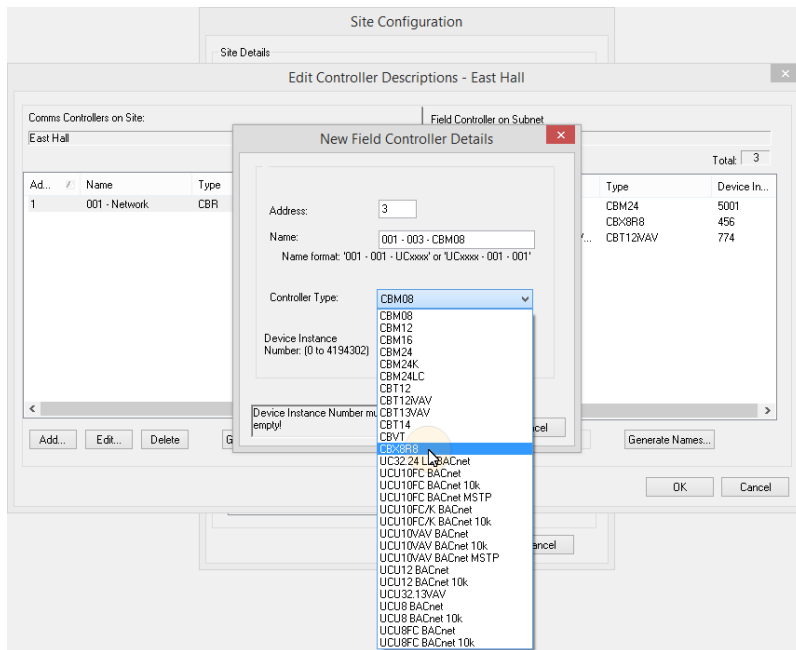 Site Configuration
Site Details
Edit Controller Descriptions - East Hall
Comms Controllers on Site:
Field Controller on Subnet
East Hall
New Field Controller Details
Total: 3
Ad... Name Type
Type Device In...
1 001 - Network CBR
CBM24 5001
CBX8R8 456
CBT12iVAV 774
Address: 3
Name: 001 - 003 - CBM08
Name format: '001 - 001 - UCxxxx' or 'UCxxxx - 001 - 001'
Controller Type: CBM08
CBM08
CBM12
CBM16
CBM24
CBM24K
CBM24LC
CBT12
CBT12iVAV
CBT13VAV
CBT14
CBVT
CBX8R8
UC32.24 BACnet
UCU10FC BACnet
UCU10FC BACnet 10k
UCU10FC BACnet MSTP
UCU10FC/K BACnet
UCU10FC/K BACnet 10k
UCU10VAV BACnet
UCU10VAV BACnet 10k
UCU10VAV BACnet MSTP
UCU12 BACnet
UCU12 BACnet 10k
UCU32.13VAV
UCU8 BACnet
UCU8 BACnet 10k
UCU8FC BACnet
UCU8FC BACnet 10k
Device Instance
Number: (0 to 4194302)
Device Instance Number mu
empty!
cel
Add... Edit... Delete G
Generate Names...
OK Cancel
ancel